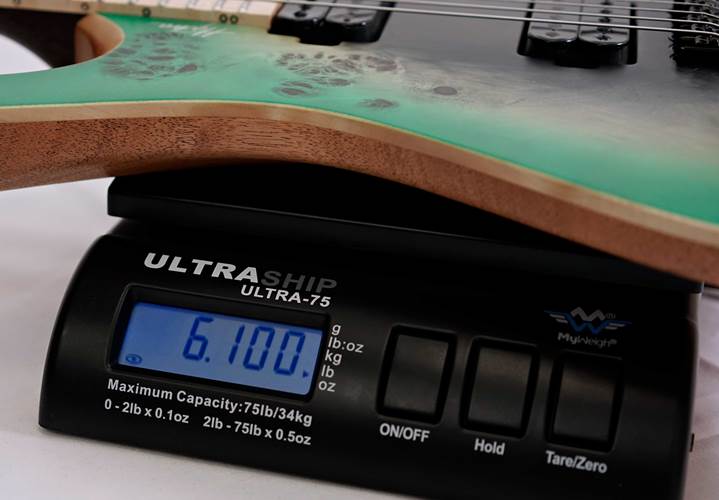 ULTRASHIP
ULTRA-75
6.100.
g
lb:oz
kg
lb
oz
Maximum Capacity:75lb/34kg
0 - 2lb x 0.1oz 2lb - 75lb x 0.5oz
ON/OFF
Hold
Tare/Zero
MyWeigh®